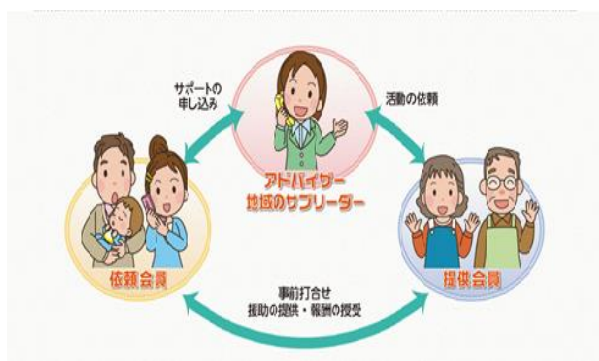 サポートの
申し込み
活動の依頼
アドバイザー
地域のサブリーダー
依頼会員
提供会員
事前打合せ
援助の提供・報酬の授受